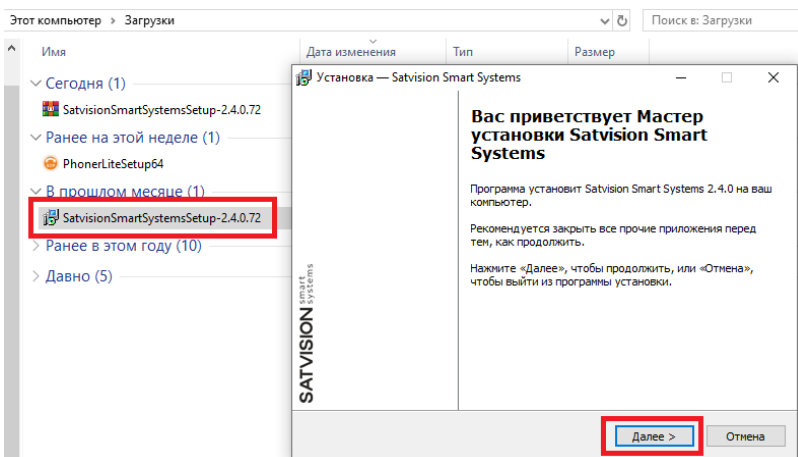 Этот компьютер > Загрузки
Поиск в: Загрузки
Имя
Дата изменения
Тип
Размер
Сегодня (1)
SatvisionSmartSystemsSetup-2.4.0.72
Ранее на этой неделе (1)
PhonerLiteSetup64
В прошлом месяце (1)
SatvisionSmartSystemsSetup-2.4.0.72
Ранее в этом году (10)
Давно (5)
Установка — Satvision Smart Systems
Вас приветствует Мастер
установки Satvision Smart
Systems
Программа установит Satvision Smart Systems 2.4.0 на ваш
компьютер.
Рекомендуется закрыть все прочие приложения перед
тем, как продолжить.
Нажмите «Далее», чтобы продолжить, или «Отмена»,
чтобы выйти из программы установки.
SATVISION smart
systems
Далее >
Отмена